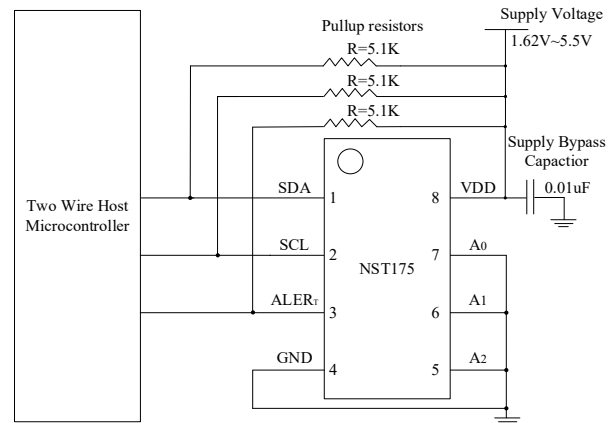 Supply Voltage
1.62V~5.5V
Pullup resistors
R=5.1K
R=5.1K
R=5.1K
Supply Bypass
Capactior
0.01uF
Two Wire Host
Microcontroller
SDA
1
8
VDD
SCL
2
7
A0
NST175
ALERT
3
6
A1
GND
4
5
A2